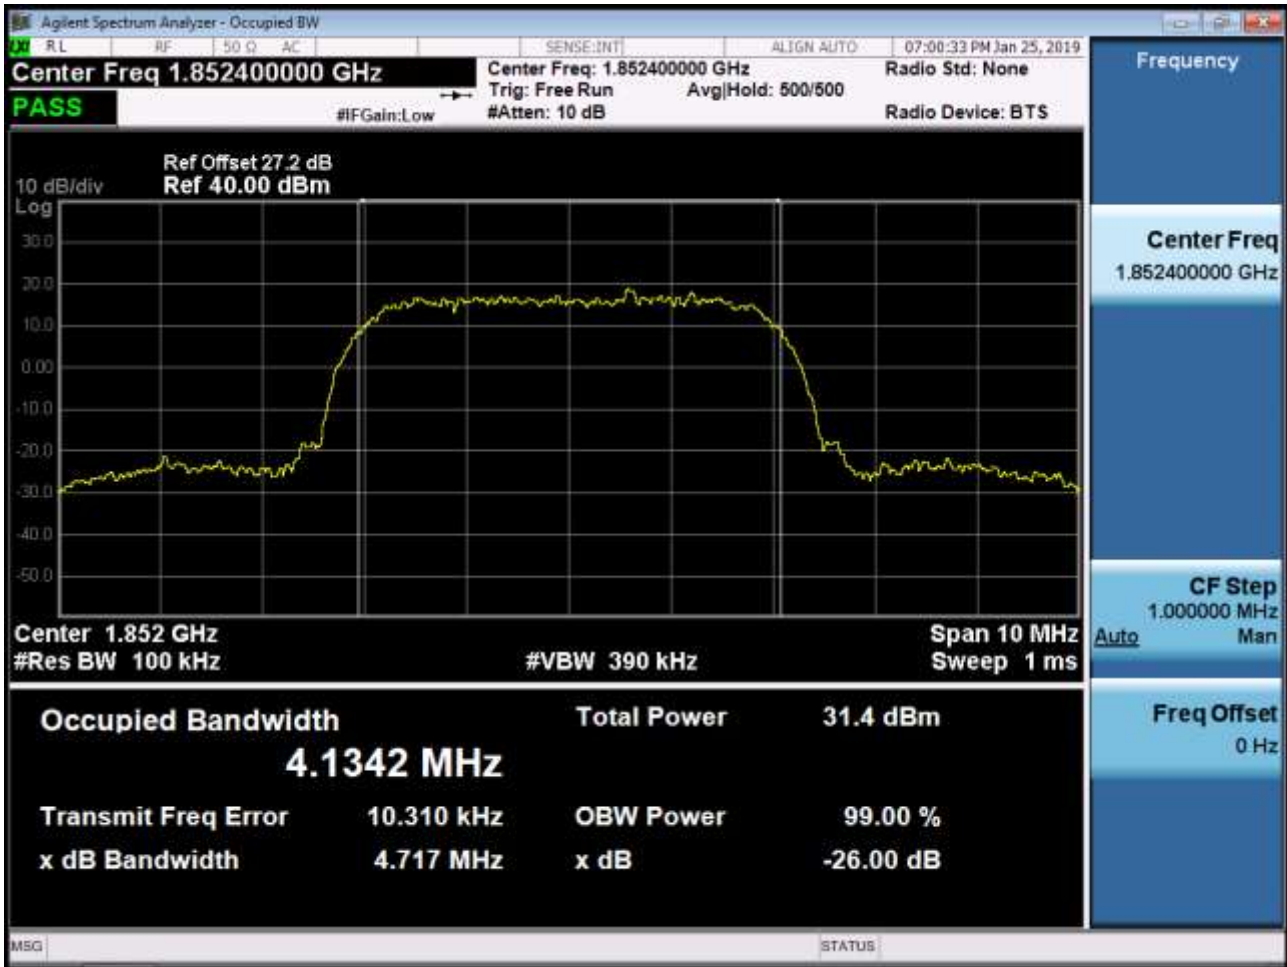 Agilent Spectrum Analyzer - Occupied BW
LXI RL RF 50 Ω AC SENSE:INT ALIGN AUTO 07:00:33 PM Jan 25, 2019
Center Freq 1.852400000 GHz
Center Freq: 1.852400000 GHz Radio Std: None
Trig: Free Run Avg|Hold: 500/500
PASS
#IFGain:Low #Atten: 10 dB Radio Device: BTS
Ref Offset 27.2 dB
10 dB/div Ref 40.00 dBm
Log
30.0
20.0
10.0
0.00
-10.0
-20.0
-30.0
-40.0
-50.0
Center 1.852 GHz Span 10 MHz
#Res BW 100 kHz #VBW 390 kHz Sweep 1 ms
Occupied Bandwidth Total Power 31.4 dBm
4.1342 MHz
Transmit Freq Error 10.310 kHz OBW Power 99.00 %
x dB Bandwidth 4.717 MHz x dB -26.00 dB
MSG STATUS
Frequency
Center Freq
1.852400000 GHz
CF Step
1.000000 MHz
Auto Man
Freq Offset
0 Hz